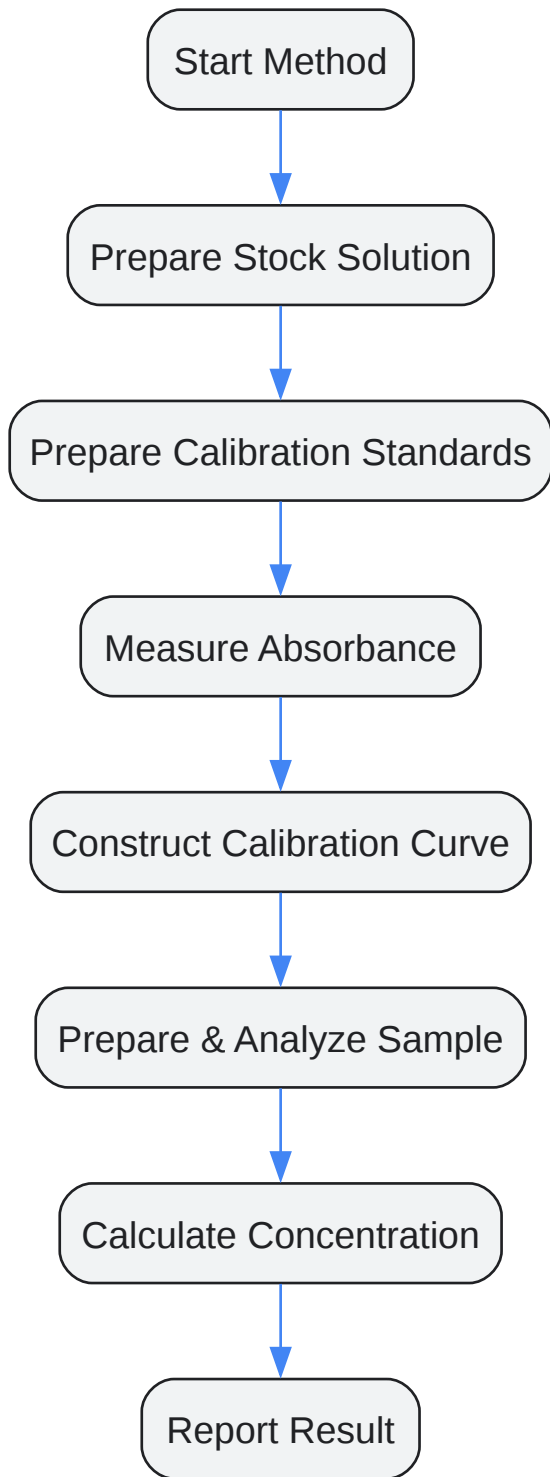 Start Method
Prepare Stock Solution
Prepare Calibration Standards
Measure Absorbance
Construct Calibration Curve
Prepare & Analyze Sample
Calculate Concentration
Report Result